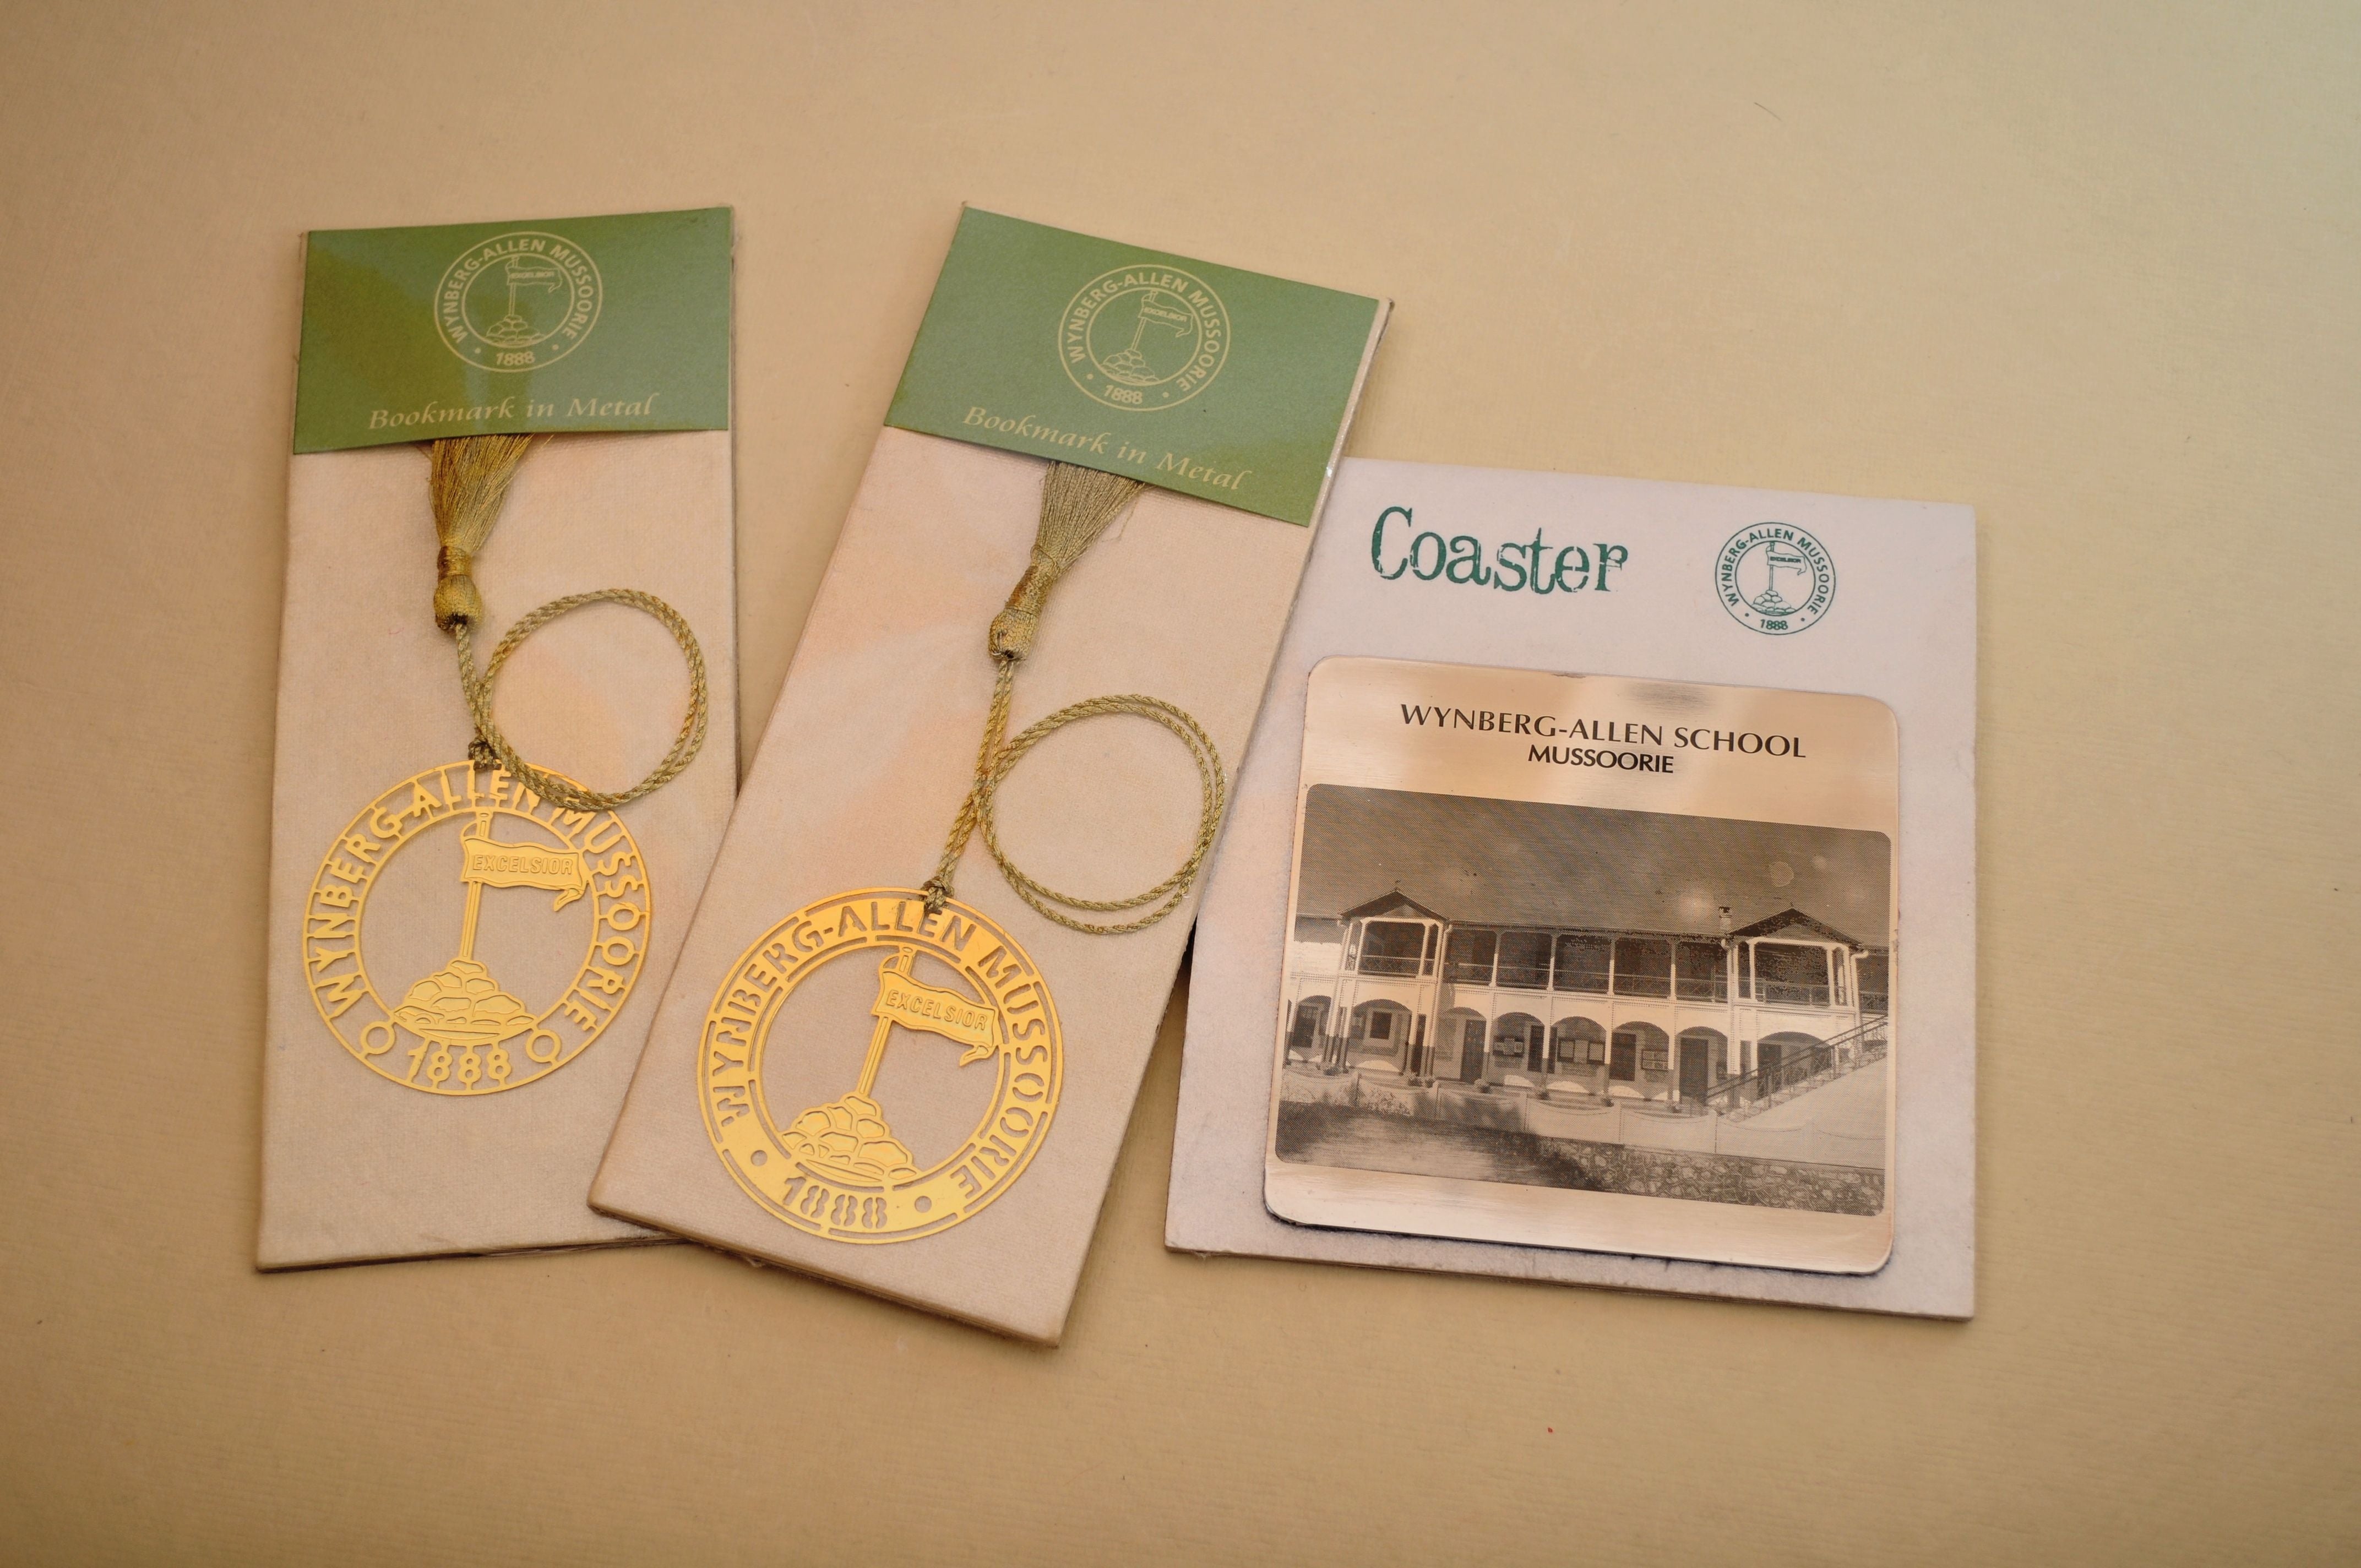 WYNBERG-ALLEN MUSSOORIE
EXCELSIOR
1888
Bookmark in Metal
WYNBERG-ALLEN MUSSOORIE
EXCELSIOR
1888
WYNBERG-ALLEN MUSSOORIE
EXCELSIOR
1888
Bookmark in Metal
WYNBERG-ALLEN MUSSOORIE
EXCELSIOR
1888
Coaster
WYNBERG-ALLEN MUSSOORIE
EXCELSIOR
1888
WYNBERG-ALLEN SCHOOL
MUSSOORIE